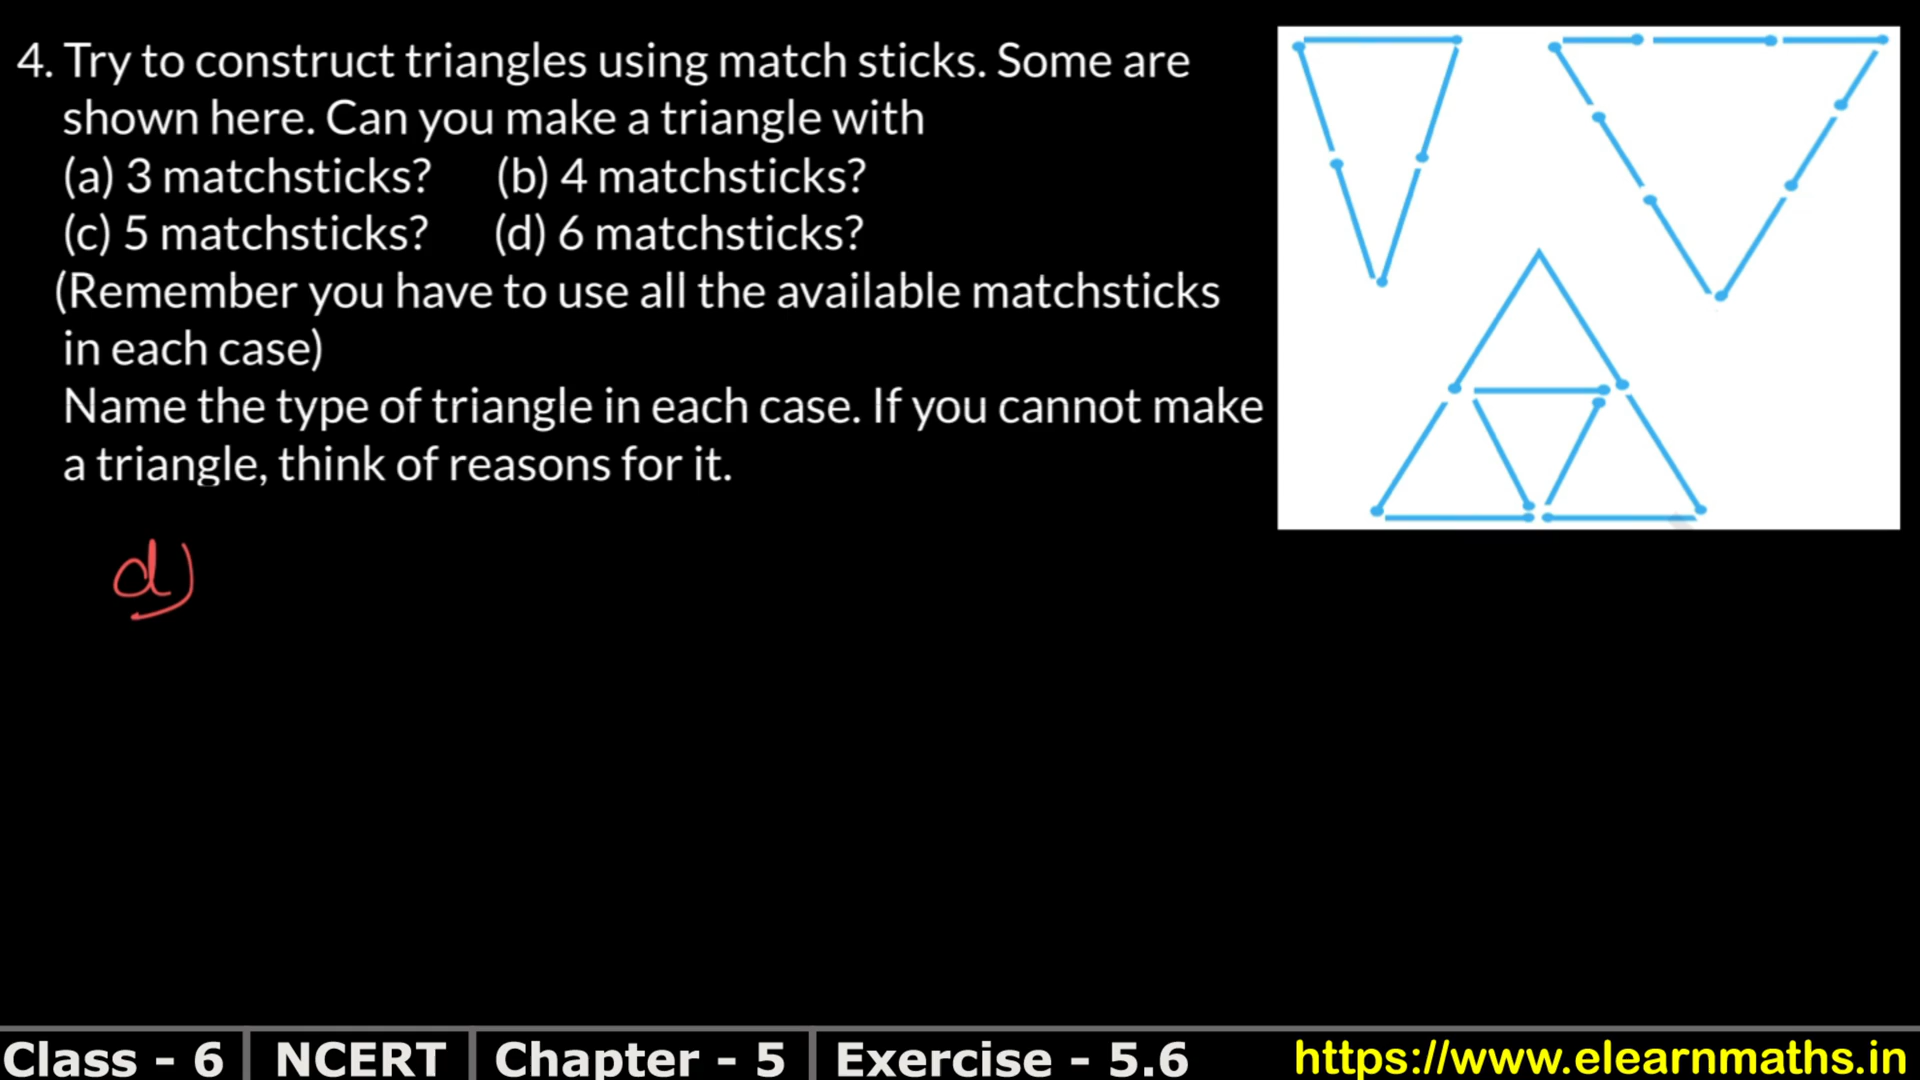 4. Try to construct triangles using match sticks. Some are
shown here. Can you make a triangle with
(a) 3 matchsticks? (b) 4 matchsticks?
(c) 5 matchsticks? (d) 6 matchsticks?
(Remember you have to use all the available matchsticks
in each case)
Name the type of triangle in each case. If you cannot make
a triangle, think of reasons for it.
d)
Class - 6 NCERT Chapter - 5 Exercise - 5.6 https://www.elearnmaths.in